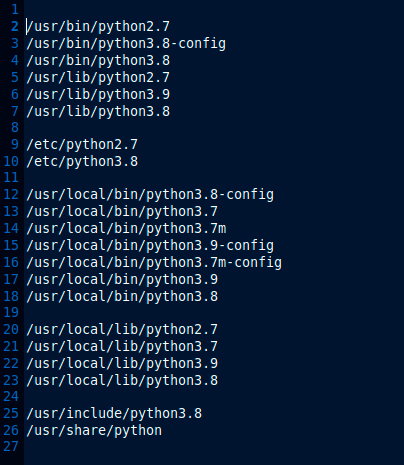 1
2 /usr/bin/python2.7
3 /usr/bin/python3.8-config
4 /usr/bin/python3.8
5 /usr/lib/python2.7
6 /usr/lib/python3.9
7 /usr/lib/python3.8
8
9 /etc/python2.7
10 /etc/python3.8
11
12 /usr/local/bin/python3.8-config
13 /usr/local/bin/python3.7
14 /usr/local/bin/python3.7m
15 /usr/local/bin/python3.9-config
16 /usr/local/bin/python3.7m-config
17 /usr/local/bin/python3.9
18 /usr/local/bin/python3.8
19
20 /usr/local/lib/python2.7
21 /usr/local/lib/python3.7
22 /usr/local/lib/python3.9
23 /usr/local/lib/python3.8
24
25 /usr/include/python3.8
26 /usr/share/python
27